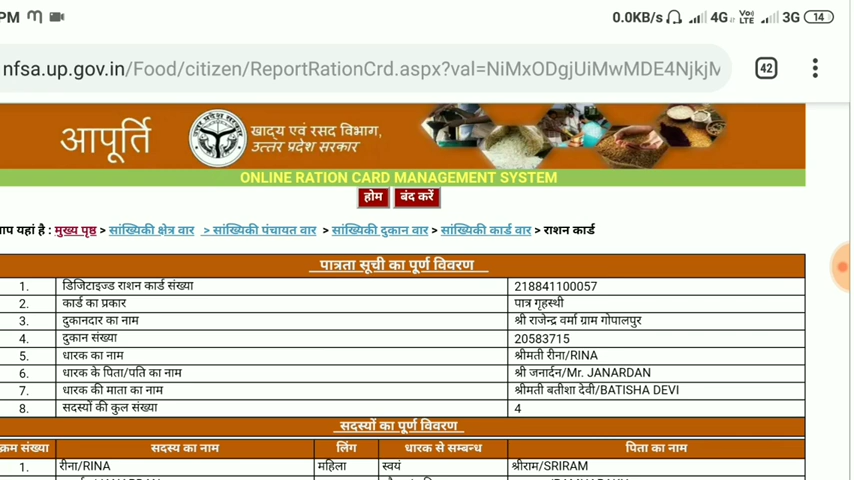 PM
0.0KB/s 4G VoLTE 3G 14
nfsa.up.gov.in/Food/citizen/ReportRationCrd.aspx?val=NiMxODgjUiMwMDE4NjkjM
42
आपूर्ति
खाद्य एवं रसद विभाग,
उत्तर प्रदेश सरकार
ONLINE RATION CARD MANAGEMENT SYSTEM
होम बंद करें
आप यहां है : मुख्य पृष्ठ > सांख्यिकी क्षेत्र वार > सांख्यिकी पंचायत वार > सांख्यिकी दुकान वार > सांख्यिकी कार्ड वार > राशन कार्ड
पात्रता सूची का पूर्ण विवरण
1. डिजिटाइज्ड राशन कार्ड संख्या 218841100057
2. कार्ड का प्रकार पात्र गृहस्थी
3. दुकानदार का नाम श्री राजेन्द्र वर्मा ग्राम गोपालपुर
4. दुकान संख्या 20583715
5. धारक का नाम श्रीमती रीना/RINA
6. धारक के पिता/पति का नाम श्री जनार्दन/Mr. JANARDAN
7. धारक की माता का नाम श्रीमती बतीशा देवी/BATISHA DEVI
8. सदस्यों की कुल संख्या 4
सदस्यों का पूर्ण विवरण
क्रम संख्या सदस्य का नाम लिंग धारक से सम्बन्ध पिता का नाम
1. रीना/RINA महिला स्वयं श्रीराम/SRIRAM